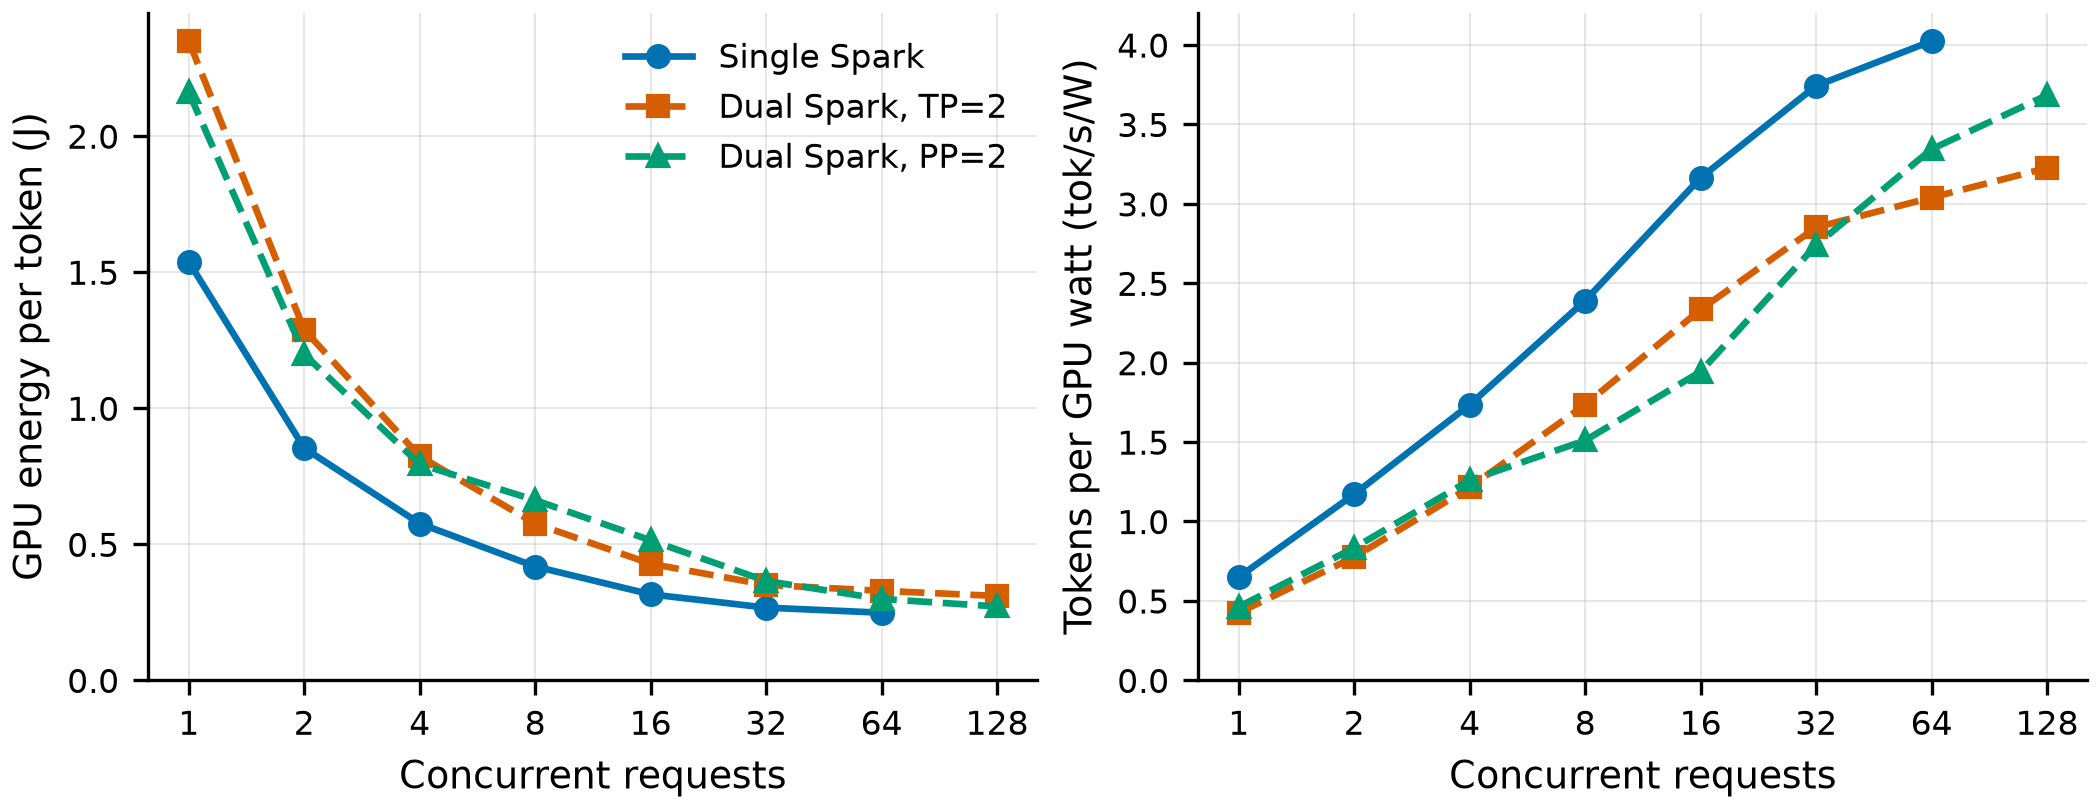 GPU energy per token (J)
2.0
1.5
1.0
0.5
0.0
1 2 4 8 16 32 64 128
Concurrent requests
Single Spark
Dual Spark, TP=2
Dual Spark, PP=2
Tokens per GPU watt (tok/s/W)
4.0
3.5
3.0
2.5
2.0
1.5
1.0
0.5
0.0
1 2 4 8 16 32 64 128
Concurrent requests